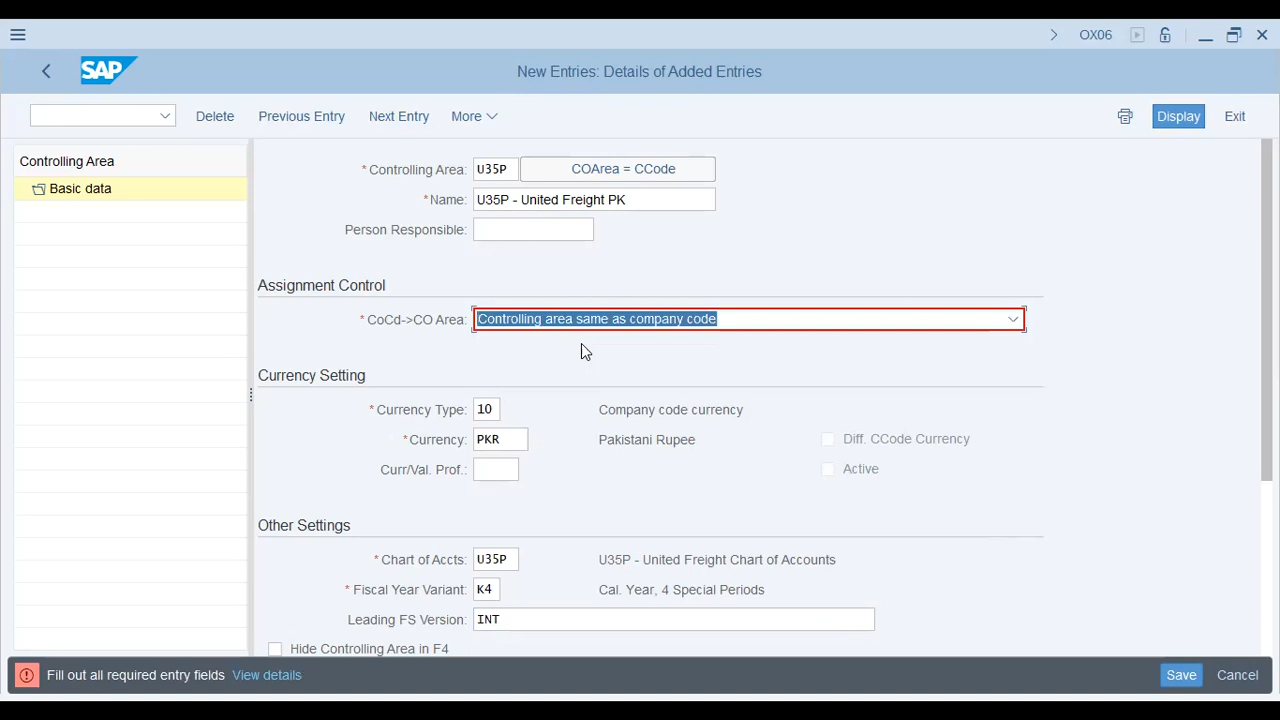 OX06
SAP
New Entries: Details of Added Entries
Delete Previous Entry Next Entry More Display Exit
Controlling Area
Basic data
* Controlling Area: U35P COArea = CCode
* Name: U35P - United Freight PK
Person Responsible:
Assignment Control
* CoCd->CO Area: Controlling area same as company code
Currency Setting
* Currency Type: 10 Company code currency
* Currency: PKR Pakistani Rupee Diff. CCode Currency
Curr/Val. Prof.: Active
Other Settings
* Chart of Accts: U35P U35P - United Freight Chart of Accounts
* Fiscal Year Variant: K4 Cal. Year, 4 Special Periods
Leading FS Version: INT
Hide Controlling Area in F4
Fill out all required entry fields View details Save Cancel